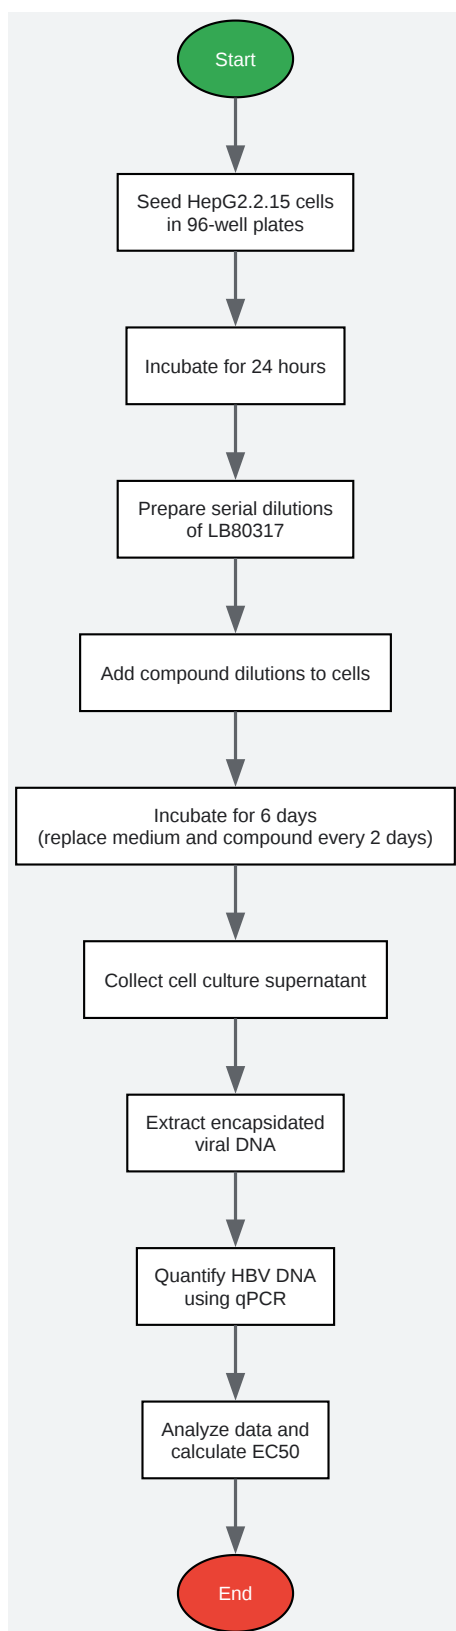 Start
Seed HepG2.2.15 cells
in 96-well plates
Incubate for 24 hours
Prepare serial dilutions
of LB80317
Add compound dilutions to cells
Incubate for 6 days
(replace medium and compound every 2 days)
Collect cell culture supernatant
Extract encapsidated
viral DNA
Quantify HBV DNA
using qPCR
Analyze data and
calculate EC50
End